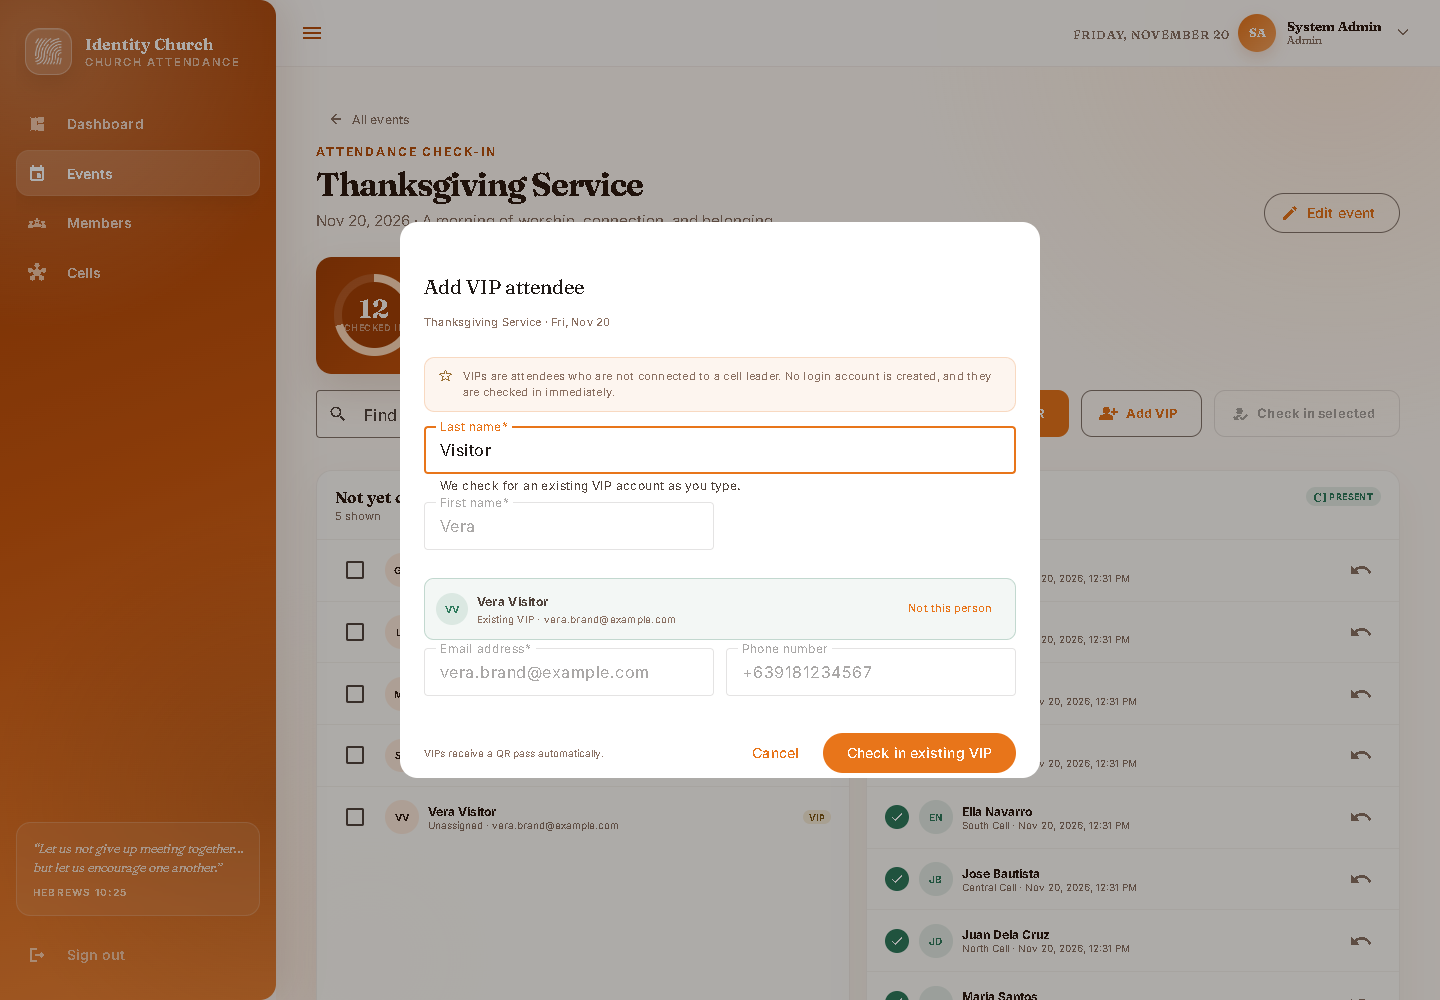 Identity Church
CHURCH ATTENDANCE
Dashboard
Events
Members
Cells
“Let us not give up meeting together...
but let us encourage one another.”
HEBREWS 10:25
Sign out
FRIDAY, NOVEMBER 20
SA
System Admin
Admin
All events
ATTENDANCE CHECK-IN
Thanksgiving Service
Nov 20, 2026 · A morning of worship, connection, and belonging
Edit event
12
CHECKED I
Find
R
Add VIP
Check in selected
Add VIP attendee
Thanksgiving Service · Fri, Nov 20
VIPs are attendees who are not connected to a cell leader. No login account is created, and they
are checked in immediately.
Last name*
Visitor
We check for an existing VIP account as you type.
First name*
Vera
VV
Vera Visitor
Existing VIP · vera.brand@example.com
Not this person
Email address*
vera.brand@example.com
Phone number
+639181234567
VIPs receive a QR pass automatically.
Cancel
Check in existing VIP
Not yet c
5 shown
PRESENT
20, 2026, 12:31 PM
20, 2026, 12:31 PM
v 20, 2026, 12:31 PM
v 20, 2026, 12:31 PM
VV
Vera Visitor
Unassigned · vera.brand@example.com
VIP
EN
Ella Navarro
South Cell · Nov 20, 2026, 12:31 PM
JB
Jose Bautista
Central Cell · Nov 20, 2026, 12:31 PM
JD
Juan Dela Cruz
North Cell · Nov 20, 2026, 12:31 PM
Maria Santos